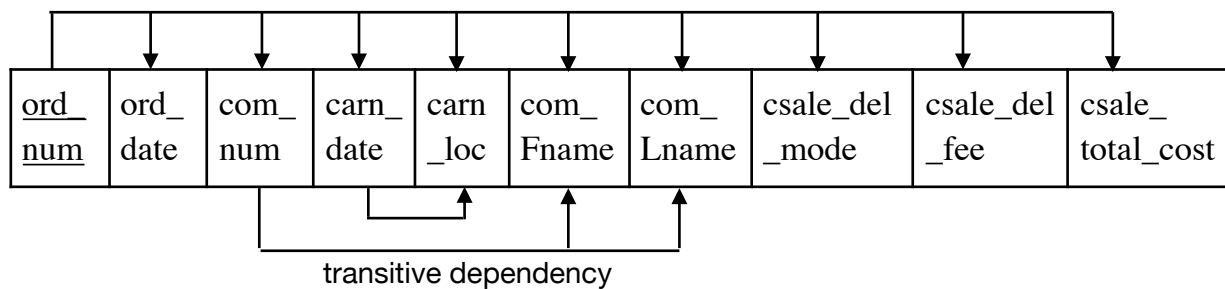 ord_
num
ord_
date
com_
num
carn_
date
carn
_loc
com_
Fname
com_
Lname
csale_del
_mode
csale_del
_fee
csale_
total_cost
transitive dependency